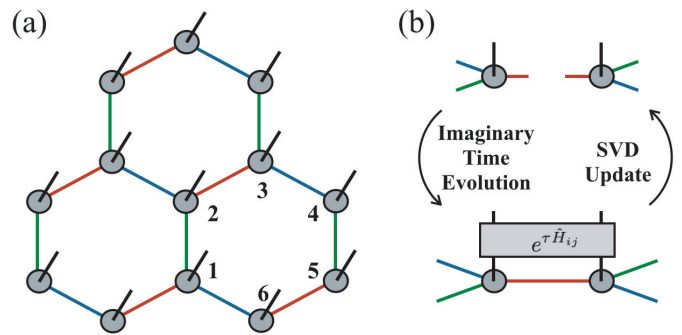 (a)
(b)
3
2
4
1
5
6
Imaginary
Time
Evolution
SVD
Update
e^{τĤ_{ij}}